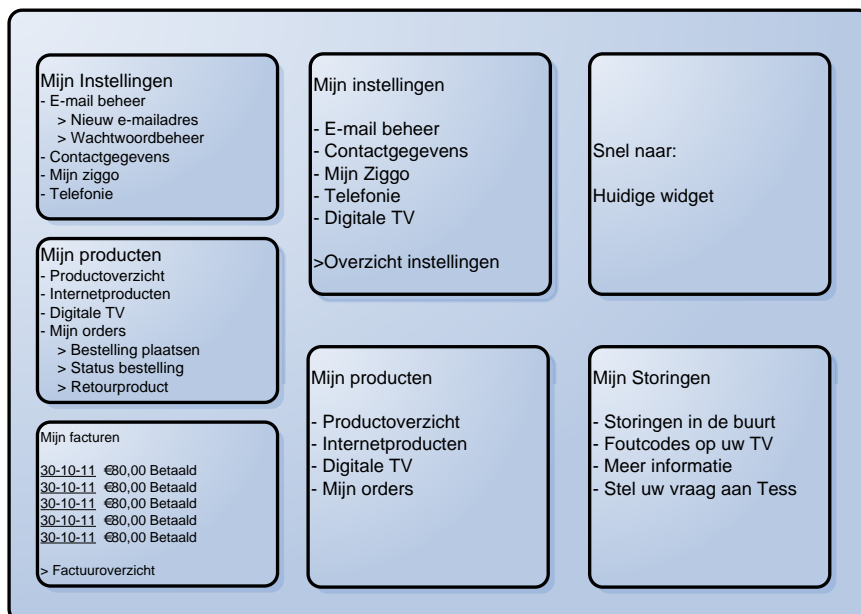 Mijn Instellingen
- E-mail beheer
> Nieuw e-mailadres
> Wachtwoordbeheer
- Contactgegevens
- Mijn ziggo
- Telefonie
Mijn producten
- Productoverzicht
- Internetproducten
- Digitale TV
- Mijn orders
> Bestelling plaatsen
> Status bestelling
> Retourproduct
Mijn facturen
30-10-11 €80,00 Betaald
30-10-11 €80,00 Betaald
30-10-11 €80,00 Betaald
30-10-11 €80,00 Betaald
30-10-11 €80,00 Betaald
> Factuuroverzicht
Mijn instellingen
- E-mail beheer
- Contactgegevens
- Mijn Ziggo
- Telefonie
- Digitale TV
>Overzicht instellingen
Mijn producten
- Productoverzicht
- Internetproducten
- Digitale TV
- Mijn orders
Snel naar:
Huidige widget
Mijn Storingen
- Storingen in de buurt
- Foutcodes op uw TV
- Meer informatie
- Stel uw vraag aan Tess